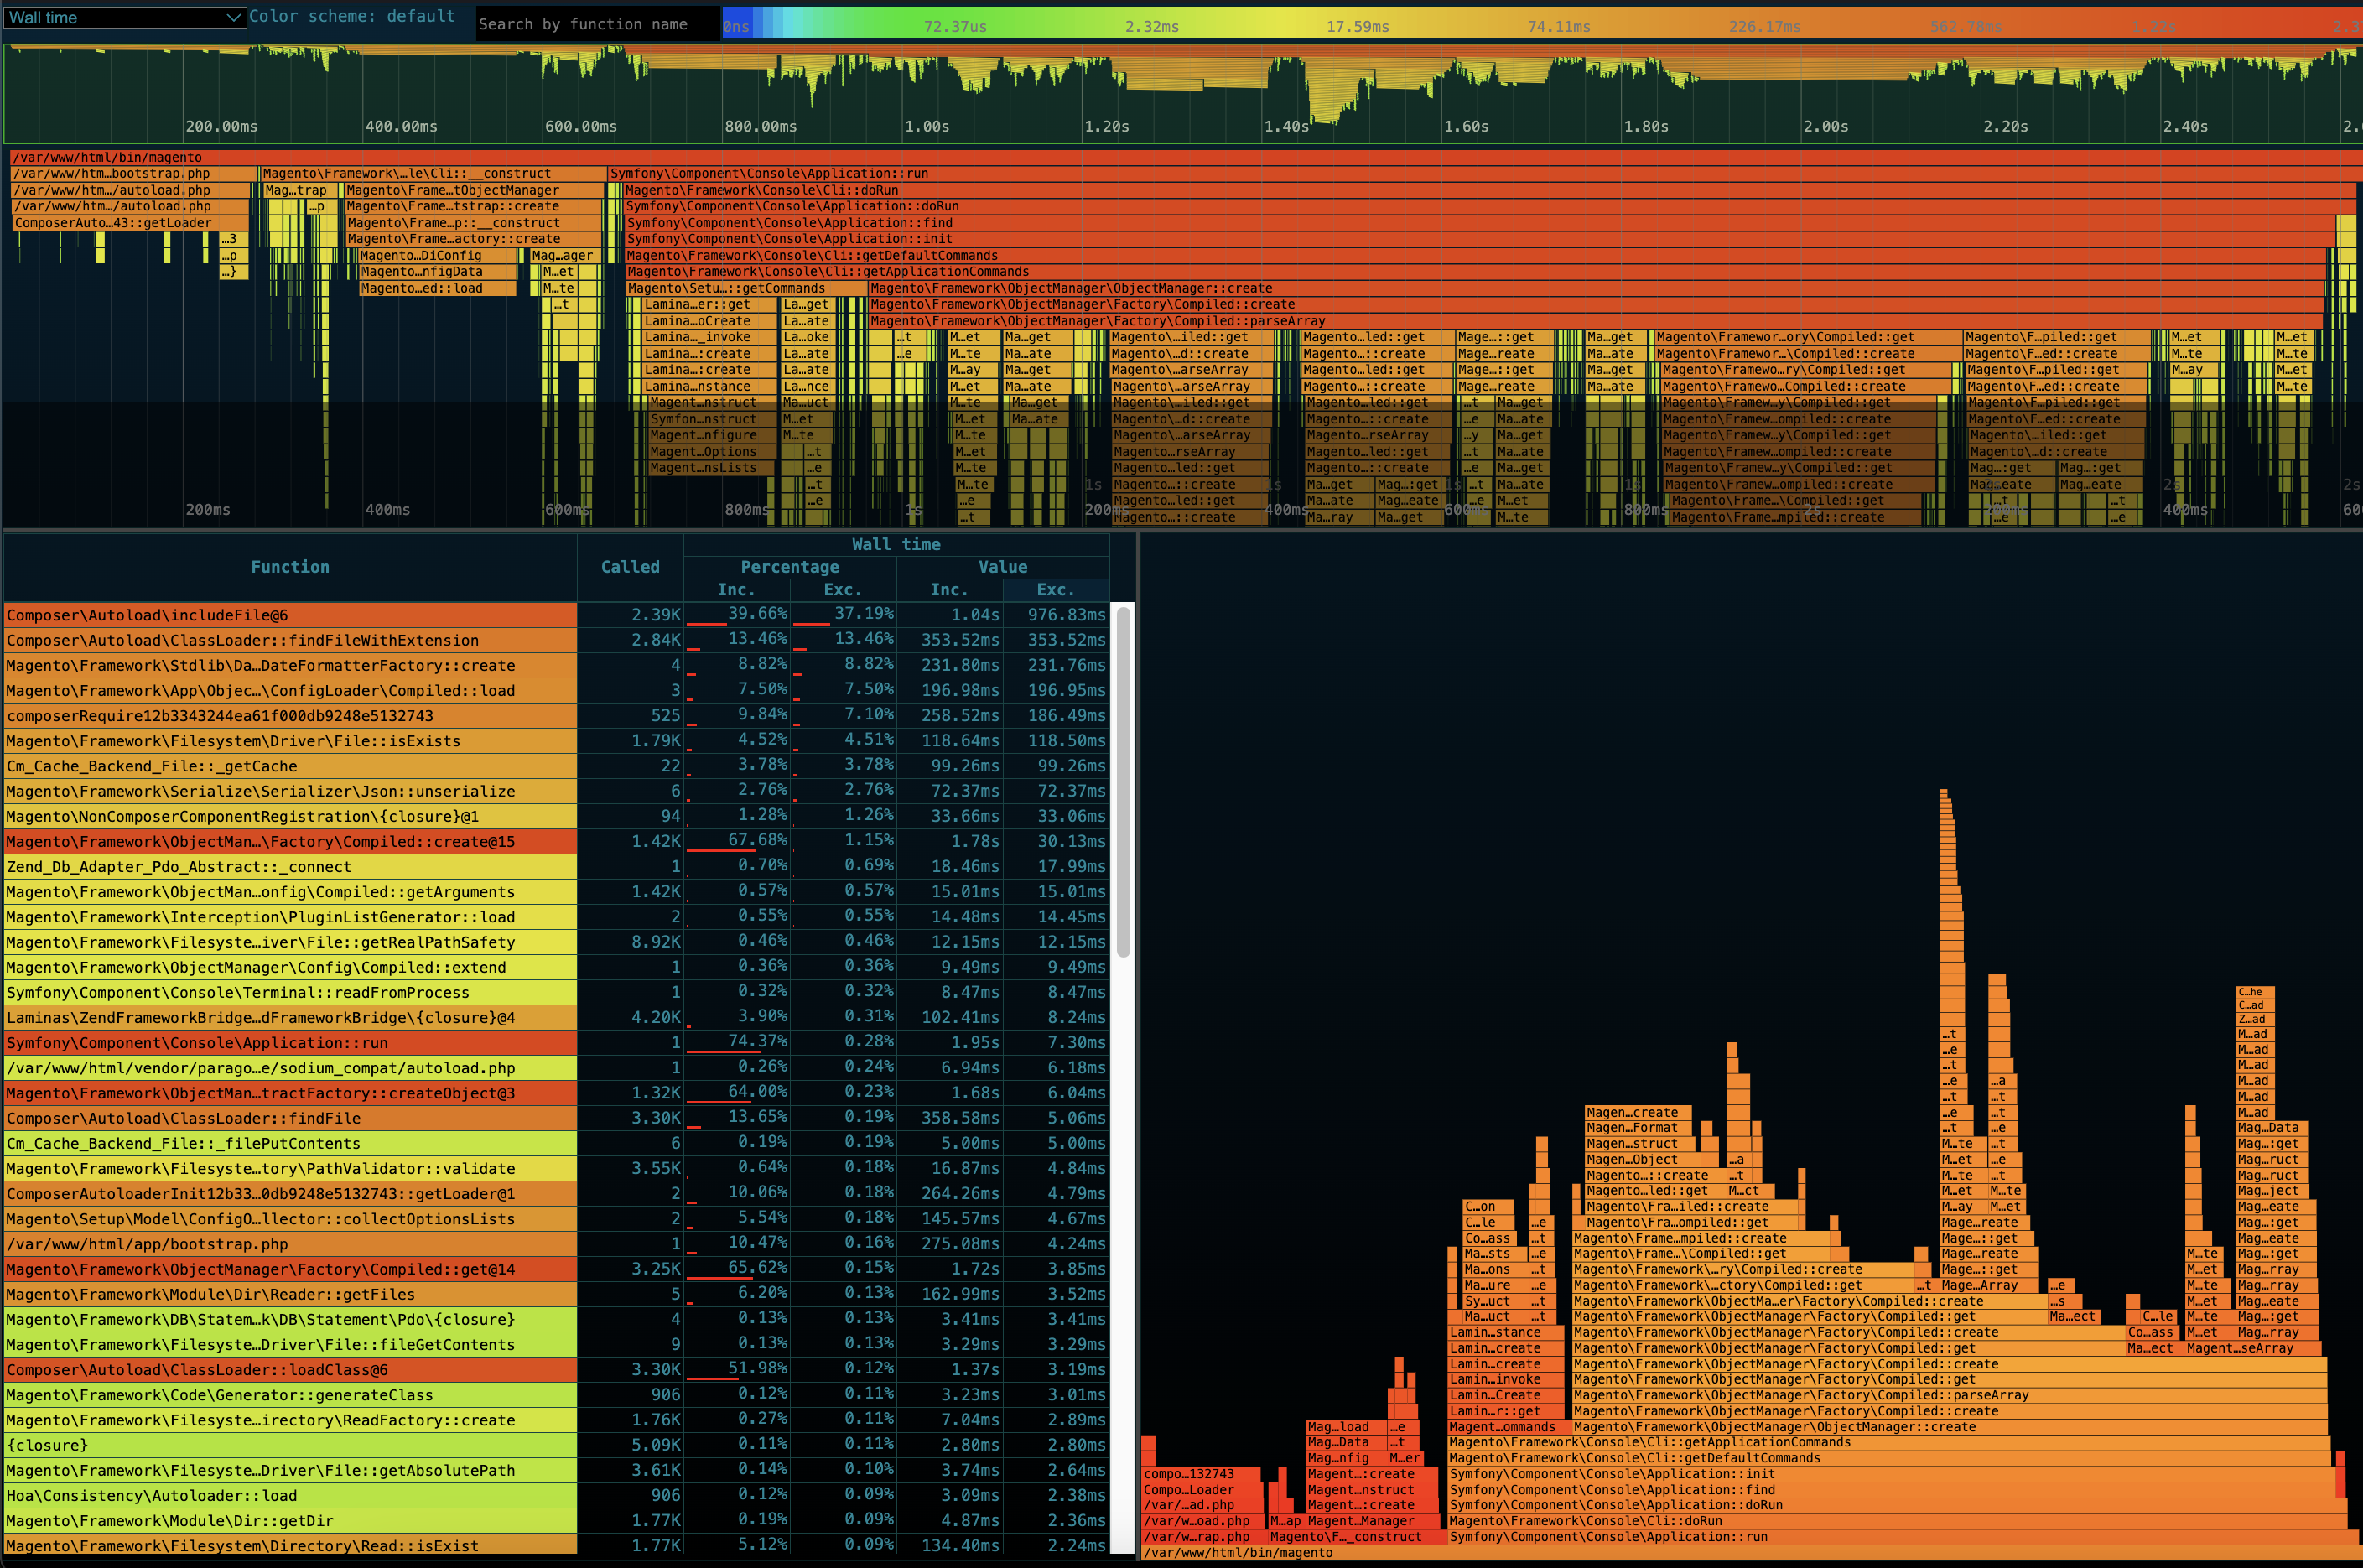 Wall time Color scheme: default Search by function name 0ns 72.37us 2.32ms 17.59ms 74.11ms 226.17ms 562.78ms 1.22s
200.00ms 400.00ms 600.00ms 800.00ms 1.00s 1.20s 1.40s 1.60s 1.80s 2.00s 2.20s 2.40s
/var/www/html/bin/magento
/var/www/htm…bootstrap.php Magento\Framework\…le\Cli::__construct Symfony\Component\Console\Application::run
/var/www/htm…/autoload.php Mag…trap Magento\Frame…tObjectManager Magento\Framework\Console\Cli::doRun
/var/www/htm…/autoload.php …p Magento\Frame…tstrap::create Symfony\Component\Console\Application::doRun
ComposerAuto…43::getLoader Magento\Frame…p::__construct Symfony\Component\Console\Application::find
…3 Magento\Frame…actory::create Symfony\Component\Console\Application::init
…p Magento…DiConfig Mag…ager Magento\Framework\Console\Cli::getDefaultCommands
…} Magento…nfigData M…et Magento\Framework\Console\Cli::getApplicationCommands
Magento…ed::load M…te Magento\Setu…::getCommands Magento\Framework\ObjectManager\ObjectManager::create
…t Lamina…er::get La…get Magento\Framework\ObjectManager\Factory\Compiled::create
Lamina…oCreate La…ate Magento\Framework\ObjectManager\Factory\Compiled::parseArray
Lamina…_invoke La…oke …t M…et Ma…get Magento\…iled::get Magento…led::get Mage…::get Ma…get Magento\Framewor…ory\Compiled::get Magento\F…piled::get M…et M…et
Lamina…::create La…ate …e M…te Ma…ate Magento\…d::create Magento…::create Mage…reate Ma…ate Magento\Framewor…\Compiled::create Magento\F…ed::create M…te M…te
Lamina…::create La…ate M…ay Ma…get Magento\…arseArray Magento…led::get Mage…::get Ma…get Magento\Framewo…ry\Compiled::get Magento\F…piled::get M…ay M…et
Lamina…nstance La…nce M…et Ma…ate Magento\…arseArray Magento…::create Mage…reate Ma…ate Magento\Framewo…Compiled::create Magento\F…ed::create M…et M…te
Magent…nstruct Ma…uct M…te Ma…get Magento\…iled::get Magento…led::get …t Ma…get Magento\Framew…y\Compiled::get Magento\F…piled::get
Symfon…nstruct M…et M…et Ma…ate Magento\…d::create Magento…::create …e Ma…ate Magento\Framew…ompiled::create Magento\F…ed::create
Magent…nfigure M…te M…te Magento\…arseArray Magento…rseArray …y Ma…get Magento\Framew…y\Compiled::get Magento\…iled::get
Magent…Options …t M…et Magento…rseArray Magento…led::get …t Ma…ate Magento\Framew…ompiled::create Magento\…d::create
Magent…nsLists …e M…te Magento…led::get Magento…::create …e Ma…get Magento\Framew…y\Compiled::get Mag…:get Mag…:get
…t M…te Magento…::create Ma…get Mag…:get …t Ma…ate Magento\Framew…ompiled::create Mag…eate Mag…eate
…e …e Magento…led::get Ma…ate Mag…eate …e M…et Magento\Frame…\Compiled::get …t …t
200ms 400ms 600ms 800ms 1s 200ms …t Magento…::create 400ms Ma…ray Ma…get 600ms M…te 800ms Magento\Frame…mpiled::create 2s …e …e 400ms
Function Called Wall time
Percentage Value
Inc. Exc. Inc. Exc.
Composer\Autoload\includeFile@6 2.39K 39.66% 37.19% 1.04s 976.83ms
Composer\Autoload\ClassLoader::findFileWithExtension 2.84K 13.46% 13.46% 353.52ms 353.52ms
Magento\Framework\Stdlib\Da…DateFormatterFactory::create 4 8.82% 8.82% 231.80ms 231.76ms
Magento\Framework\App\Objec…\ConfigLoader\Compiled::load 3 7.50% 7.50% 196.98ms 196.95ms
composerRequire12b3343244ea61f000db9248e5132743 525 9.84% 7.10% 258.52ms 186.49ms
Magento\Framework\Filesystem\Driver\File::isExists 1.79K 4.52% 4.51% 118.64ms 118.50ms
Cm_Cache_Backend_File::_getCache 22 3.78% 3.78% 99.26ms 99.26ms
Magento\Framework\Serialize\Serializer\Json::unserialize 6 2.76% 2.76% 72.37ms 72.37ms
Magento\NonComposerComponentRegistration\{closure}@1 94 1.28% 1.26% 33.66ms 33.06ms
Magento\Framework\ObjectMan…\Factory\Compiled::create@15 1.42K 67.68% 1.15% 1.78s 30.13ms
Zend_Db_Adapter_Pdo_Abstract::_connect 1 0.70% 0.69% 18.46ms 17.99ms
Magento\Framework\ObjectMan…onfig\Compiled::getArguments 1.42K 0.57% 0.57% 15.01ms 15.01ms
Magento\Framework\Interception\PluginListGenerator::load 2 0.55% 0.55% 14.48ms 14.45ms
Magento\Framework\Filesyste…iver\File::getRealPathSafety 8.92K 0.46% 0.46% 12.15ms 12.15ms
Magento\Framework\ObjectManager\Config\Compiled::extend 1 0.36% 0.36% 9.49ms 9.49ms
Symfony\Component\Console\Terminal::readFromProcess 1 0.32% 0.32% 8.47ms 8.47ms
Laminas\ZendFrameworkBridge…dFrameworkBridge\{closure}@4 4.20K 3.90% 0.31% 102.41ms 8.24ms
Symfony\Component\Console\Application::run 1 74.37% 0.28% 1.95s 7.30ms
/var/www/html/vendor/parago…e/sodium_compat/autoload.php 1 0.26% 0.24% 6.94ms 6.18ms
Magento\Framework\ObjectMan…tractFactory::createObject@3 1.32K 64.00% 0.23% 1.68s 6.04ms
Composer\Autoload\ClassLoader::findFile 3.30K 13.65% 0.19% 358.58ms 5.06ms
Cm_Cache_Backend_File::_filePutContents 6 0.19% 0.19% 5.00ms 5.00ms
Magento\Framework\Filesyste…tory\PathValidator::validate 3.55K 0.64% 0.18% 16.87ms 4.84ms
ComposerAutoloaderInit12b33…0db9248e5132743::getLoader@1 2 10.06% 0.18% 264.26ms 4.79ms
Magento\Setup\Model\ConfigO…llector::collectOptionsLists 2 5.54% 0.18% 145.57ms 4.67ms
/var/www/html/app/bootstrap.php 1 10.47% 0.16% 275.08ms 4.24ms
Magento\Framework\ObjectManager\Factory\Compiled::get@14 3.25K 65.62% 0.15% 1.72s 3.85ms
Magento\Framework\Module\Dir\Reader::getFiles 5 6.20% 0.13% 162.99ms 3.52ms
Magento\Framework\DB\Statem…k\DB\Statement\Pdo\{closure} 4 0.13% 0.13% 3.41ms 3.41ms
Magento\Framework\Filesyste…Driver\File::fileGetContents 9 0.13% 0.13% 3.29ms 3.29ms
Composer\Autoload\ClassLoader::loadClass@6 3.30K 51.98% 0.12% 1.37s 3.19ms
Magento\Framework\Code\Generator::generateClass 906 0.12% 0.11% 3.23ms 3.01ms
Magento\Framework\Filesyste…irectory\ReadFactory::create 1.76K 0.27% 0.11% 7.04ms 2.89ms
{closure} 5.09K 0.11% 0.11% 2.80ms 2.80ms
Magento\Framework\Filesyste…Driver\File::getAbsolutePath 3.61K 0.14% 0.10% 3.74ms 2.64ms
Hoa\Consistency\Autoloader::load 906 0.12% 0.09% 3.09ms 2.38ms
Magento\Framework\Module\Dir::getDir 1.77K 0.19% 0.09% 4.87ms 2.36ms
Magento\Framework\Filesystem\Directory\Read::isExist 1.77K 5.12% 0.09% 134.40ms 2.24ms
C…he
C…ad
Z…ad
…t M…ad
…e M…ad
…t M…ad
…e …a M…ad
…t …t M…ad
Magen…create …e …t M…ad
Magen…Format …t …e Mag…Data
Magen…struct M…te …t Mag…:get
Magen…Object …a M…et …e Mag…ruct
Magento…::create …t M…te …t Mag…ruct
Magento…led::get M…ct M…et M…te Mag…ject
C…on Magento\Fra…iled::create M…ay M…et Mag…eate
C…le …e Magento\Fra…ompiled::get Mage…reate Mag…:get
Co…ass …t Magento\Frame…mpiled::create Mage…::get Mag…eate
Ma…sts …e Magento\Frame…\Compiled::get Mage…reate M…te Mag…:get
Ma…ons …t Magento\Framework\…ry\Compiled::create Mage…::get M…et Mag…rray
Ma…ure …e Magento\Framework\…ctory\Compiled::get …t Mage…Array …e M…te Mag…rray
Sy…uct …t Magento\Framework\ObjectMa…er\Factory\Compiled::create …s M…et Mag…eate
Ma…uct …t Magento\Framework\ObjectManager\Factory\Compiled::get Ma…ect C…le M…te Mag…:get
Lamin…stance Magento\Framework\ObjectManager\Factory\Compiled::create Co…ass M…et Mag…rray
Lamin…create Magento\Framework\ObjectManager\Factory\Compiled::get Ma…ect Magent…seArray
Lamin…create Magento\Framework\ObjectManager\Factory\Compiled::create
Lamin…invoke Magento\Framework\ObjectManager\Factory\Compiled::get
Lamin…Create Magento\Framework\ObjectManager\Factory\Compiled::parseArray
Lamin…r::get Magento\Framework\ObjectManager\Factory\Compiled::create
Mag…load …e Magent…ommands Magento\Framework\ObjectManager\ObjectManager::create
Mag…Data …t Magento\Framework\Console\Cli::getApplicationCommands
Mag…nfig M…er Magento\Framework\Console\Cli::getDefaultCommands
compo…132743 Magent…:create Symfony\Component\Console\Application::init
Compo…Loader Magent…nstruct Symfony\Component\Console\Application::find
/var/…ad.php Magent…:create Symfony\Component\Console\Application::doRun
/var/w…oad.php M…ap Magent…Manager Magento\Framework\Console\Cli::doRun
/var/w…rap.php Magento\F…_construct Symfony\Component\Console\Application::run
/var/www/html/bin/magento